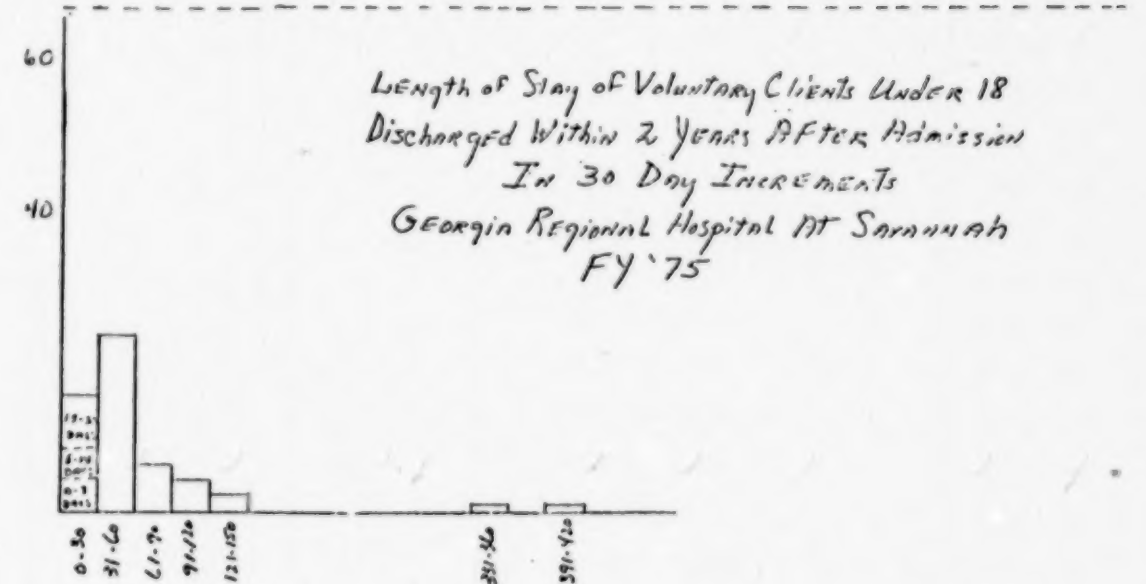 60
LENgth of Stay of Voluntary Clients Under 18
Discharged Within 2 Years After Admission
In 30 Day Increments
40
Georgia Regional Hospital At Savannah
FY '75
0-30
31-60
61-90
91-120
121-150
331-360
391-420